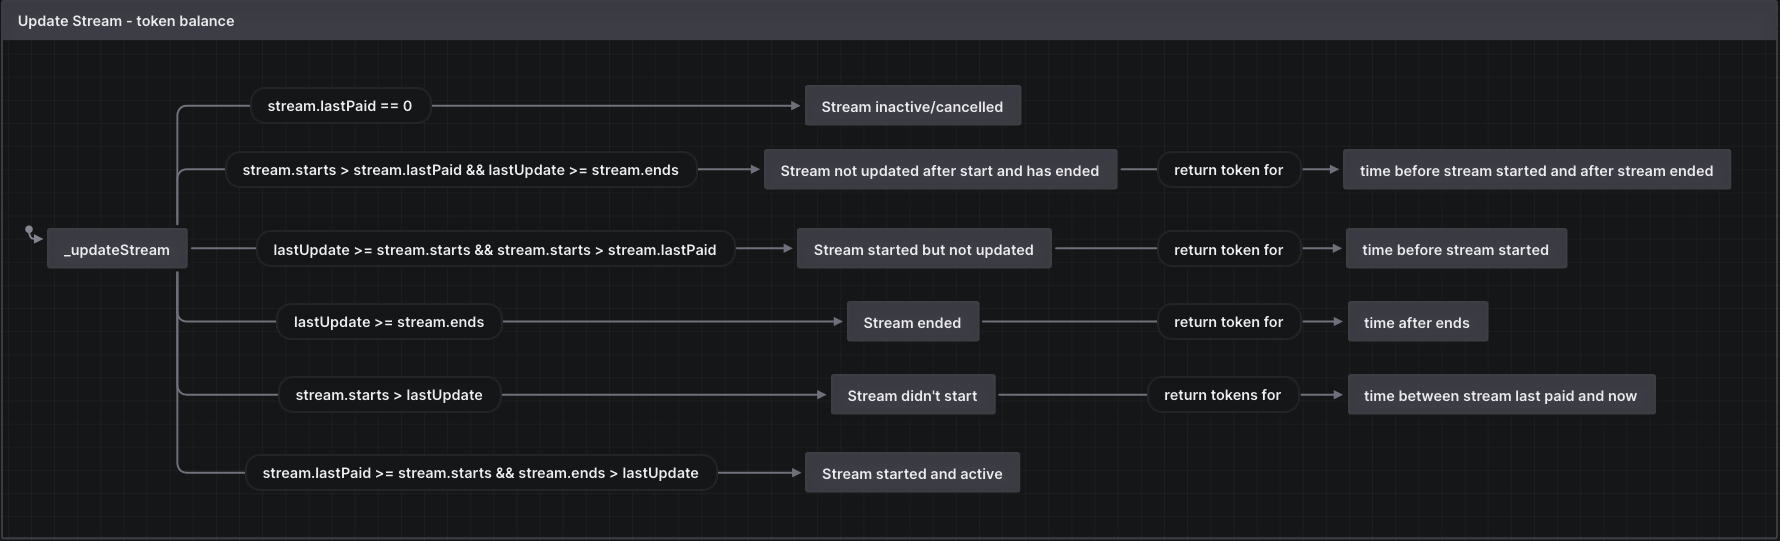 Update Stream - token balance
stream.lastPaid == 0
Stream inactive/cancelled
stream.starts > stream.lastPaid && lastUpdate >= stream.ends
Stream not updated after start and has ended
return token for
time before stream started and after stream ended
_updateStream
lastUpdate >= stream.starts && stream.starts > stream.lastPaid
Stream started but not updated
return token for
time before stream started
lastUpdate >= stream.ends
Stream ended
return token for
time after ends
stream.starts > lastUpdate
Stream didn't start
return tokens for
time between stream last paid and now
stream.lastPaid >= stream.starts && stream.ends > lastUpdate
Stream started and active